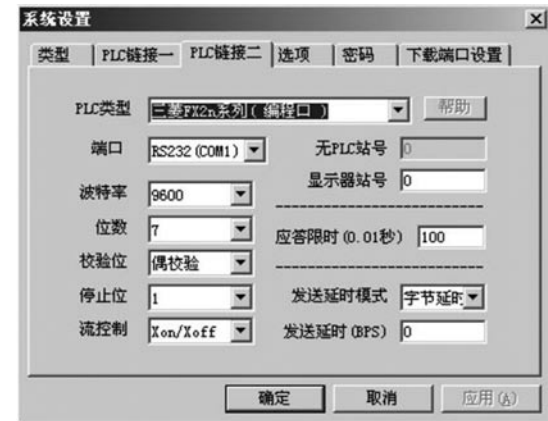 系统设置
类型 PLC链接一 PLC链接二 选项 密码 下载端口设置
PLC类型 三菱FX2n系列(编程口) 帮助
端口 RS232(COM1) 无PLC站号 0
显示器站号 0
波特率 9600
位数 7 应答限时(0.01秒) 100
校验位 偶校验
停止位 1 发送延时模式 字节延时
流控制 Xon/Xoff 发送延时(BPS) 0
确定 取消 应用(A)